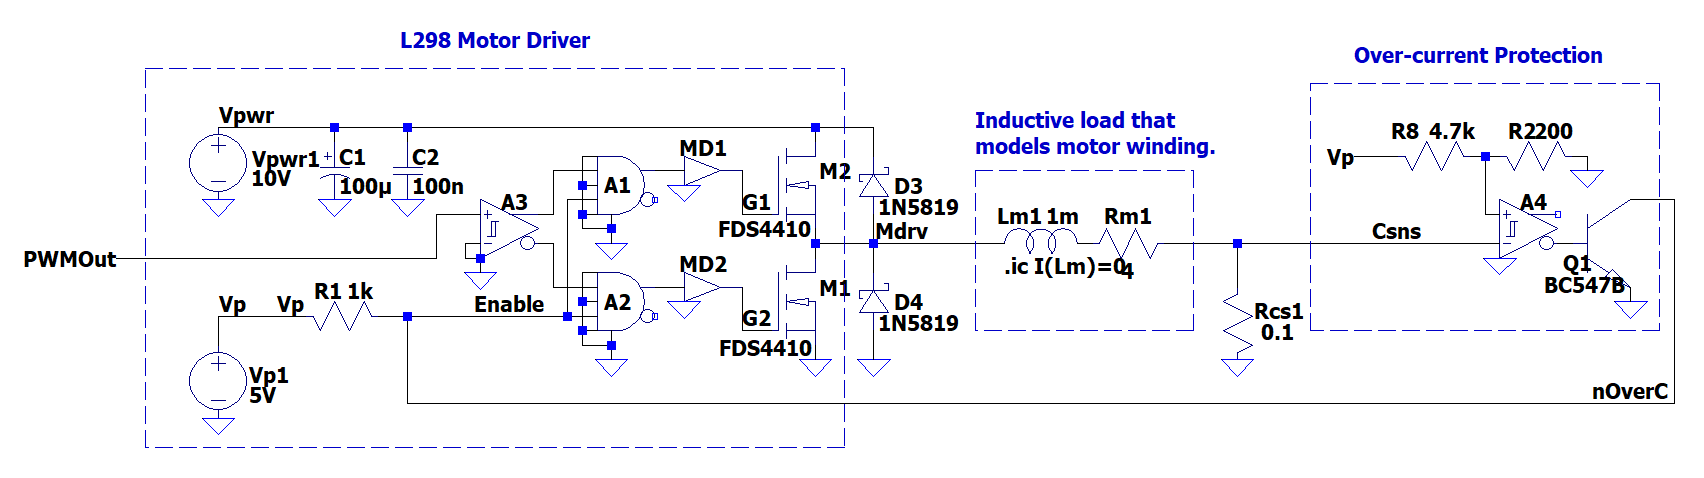 L298 Motor Driver
Over-current Protection
Vpwr
Vpwr1
10V
+
C1
100µ
C2
100n
A3
A1
MD1
G1
M2
FDS4410
D3
1N5819
Mdrv
Inductive load that
models motor winding.
Lm1 1m
Rm1
4
.ic I(Lm)=0
R8 4.7k
R2 200
Vp
A4
Csns
Q1
BC547B
PWMOut
Vp
Vp
R1 1k
Enable
A2
MD2
G2
M1
FDS4410
D4
1N5819
Rcs1
0.1
Vp1
5V
nOverC